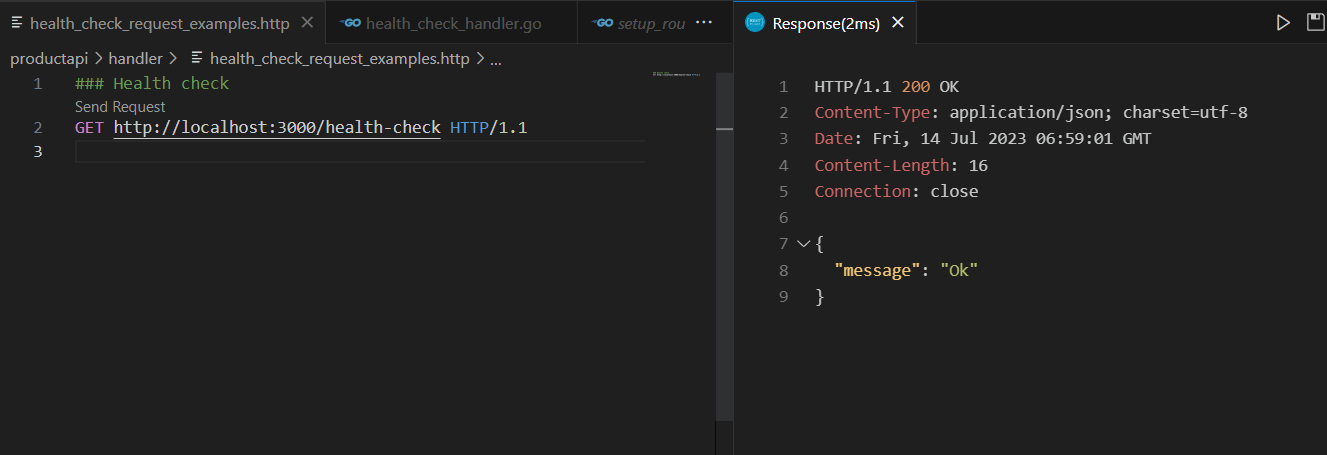 health_check_request_examples.http
GO health_check_handler.go
GO setup_rou ...
productapi > handler > health_check_request_examples.http > ...
1 ### Health check
Send Request
2 GET http://localhost:3000/health-check HTTP/1.1
3
Response(2ms)
1 HTTP/1.1 200 OK
2 Content-Type: application/json; charset=utf-8
3 Date: Fri, 14 Jul 2023 06:59:01 GMT
4 Content-Length: 16
5 Connection: close
6
7 {
8 "message": "Ok"
9 }